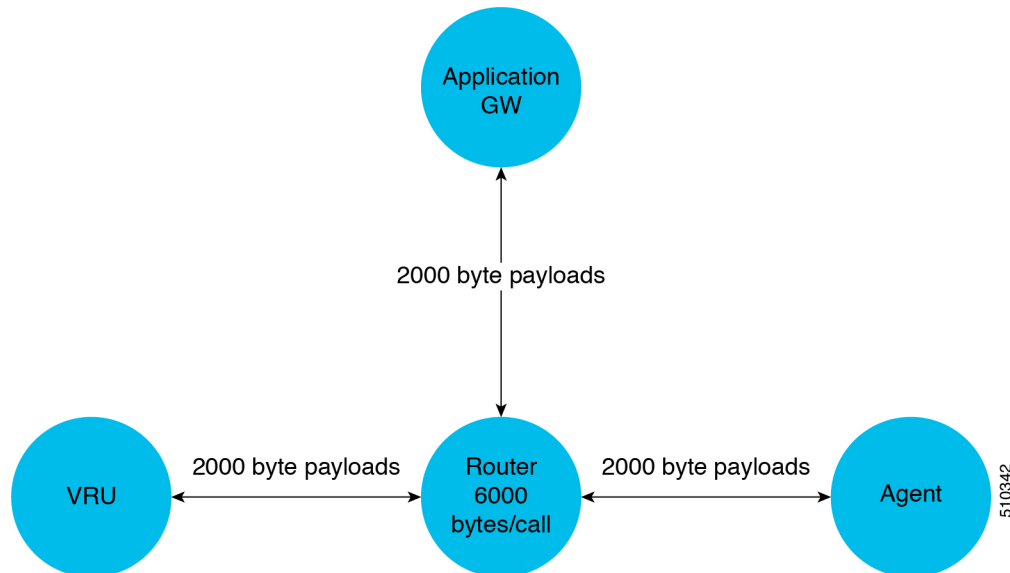 Application
GW
2000 byte payloads
2000 byte payloads
2000 byte payloads
VRU
Router
6000
bytes/call
Agent
510342